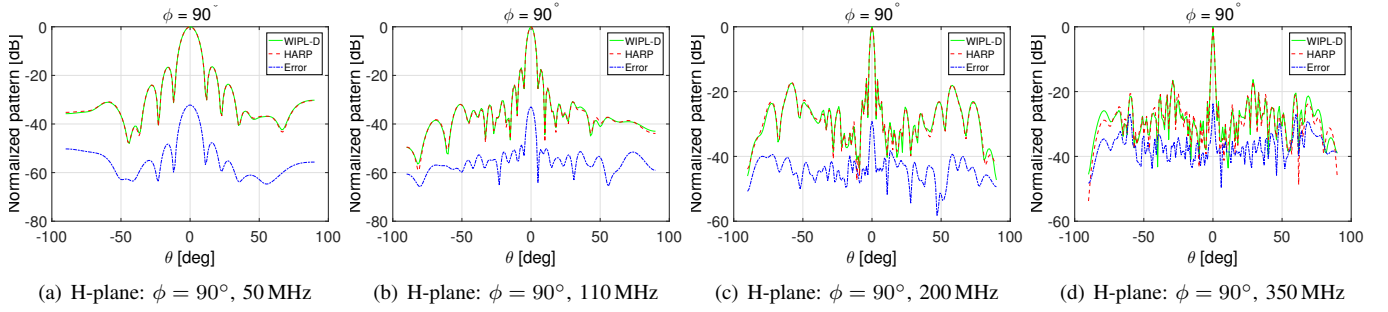 ϕ = 90°
Normalized pattern [dB]
0
-20
-40
-60
-80
-100
-50
0
50
100
θ [deg]
WIPL-D
HARP
Error
(a) H-plane: ϕ = 90°, 50 MHz
ϕ = 90°
Normalized pattern [dB]
0
-20
-40
-60
-80
-100
-50
0
50
100
θ [deg]
WIPL-D
HARP
Error
(b) H-plane: ϕ = 90°, 110 MHz
ϕ = 90°
Normalized pattern [dB]
0
-20
-40
-60
-100
-50
0
50
100
θ [deg]
WIPL-D
HARP
Error
(c) H-plane: ϕ = 90°, 200 MHz
ϕ = 90°
Normalized pattern [dB]
0
-20
-40
-60
-100
-50
0
50
100
θ [deg]
WIPL-D
HARP
Error
(d) H-plane: ϕ = 90°, 350 MHz